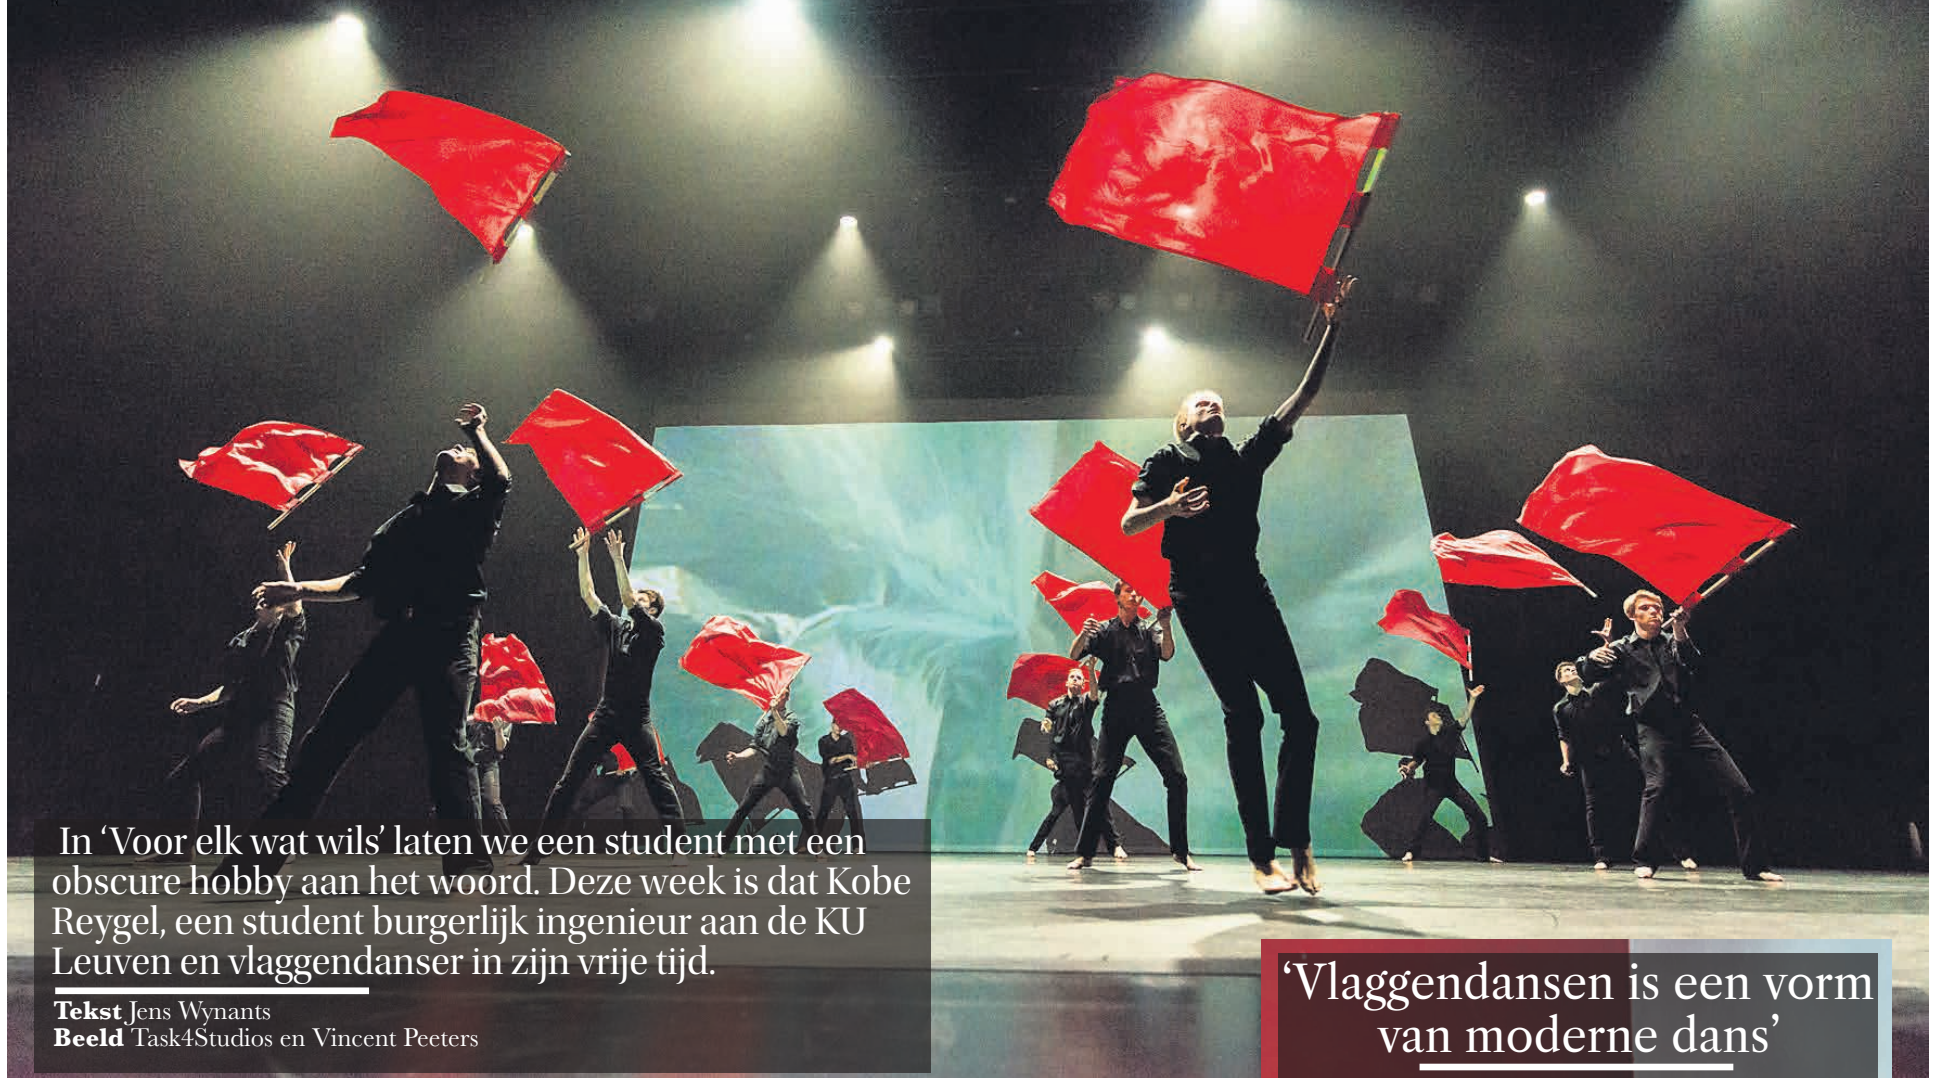 In ‘Voor elk wat wils’ laten we een student met een
obscure hobby aan het woord. Deze week is dat Kobe
Reygel, een student burgerlijk ingenieur aan de KU
Leuven en vlaggendanser in zijn vrije tijd.
Tekst Jens Wynants
Beeld Task4Studios en Vincent Peeters
‘Vlaggendansen is een vorm
van moderne dans’